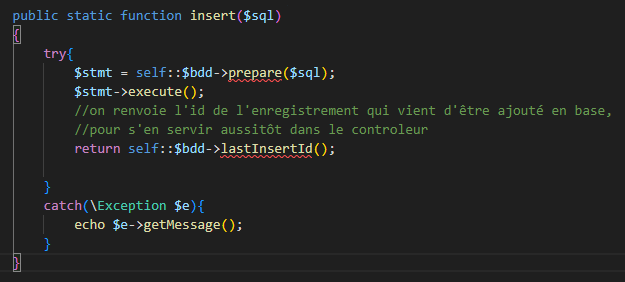 public static function insert($sql)
{
try{
$stmt = self::$bdd->prepare($sql);
$stmt->execute();
//on renvoie l'id de l'enregistrement qui vient d'être ajouté en base,
//pour s'en servir aussitôt dans le controleur
return self::$bdd->lastInsertId();
}
catch(\Exception $e){
echo $e->getMessage();
}
}